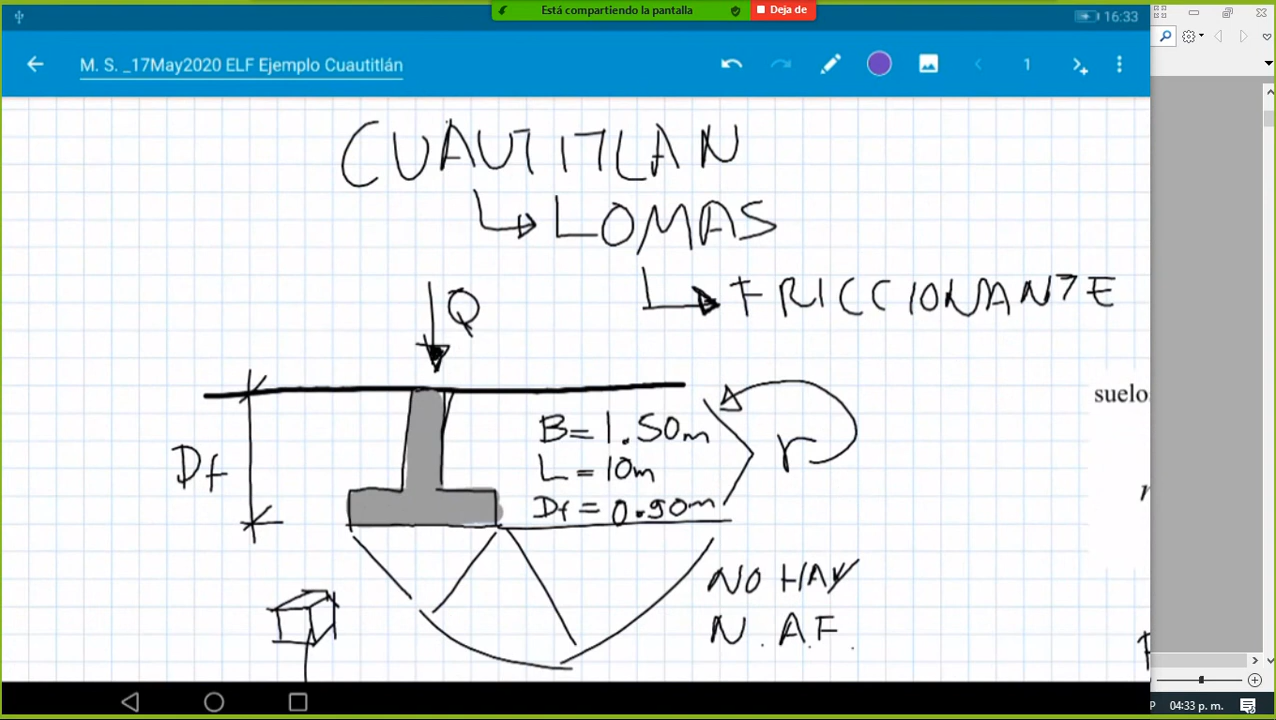 Está compartiendo la pantalla
Deja de
16:33
M. S. _17May2020 ELF Ejemplo Cuautitlán
1
CUAUTITLAN
LOMAS
FRICCIONANTE
Q
suelo
B=1.50m
Df
L=10m
r
Df=0.90m
NO HAY
N.A.F.
04:33 p. m.